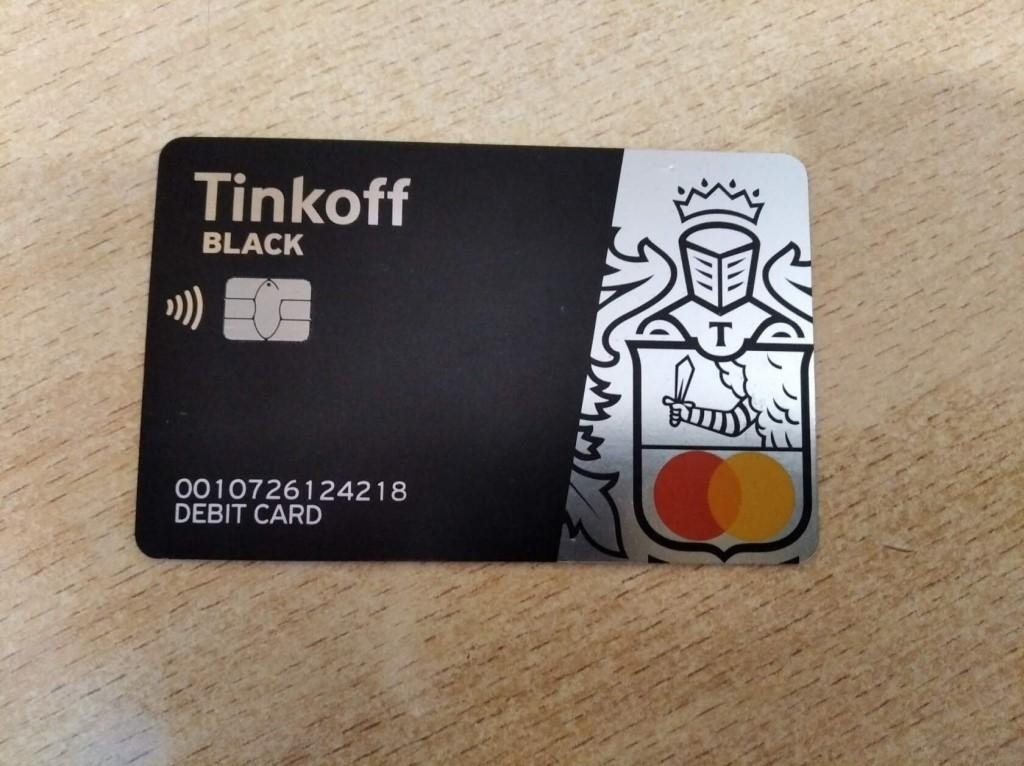 Tinkoff
BLACK
T
0010726124218
DEBIT CARD